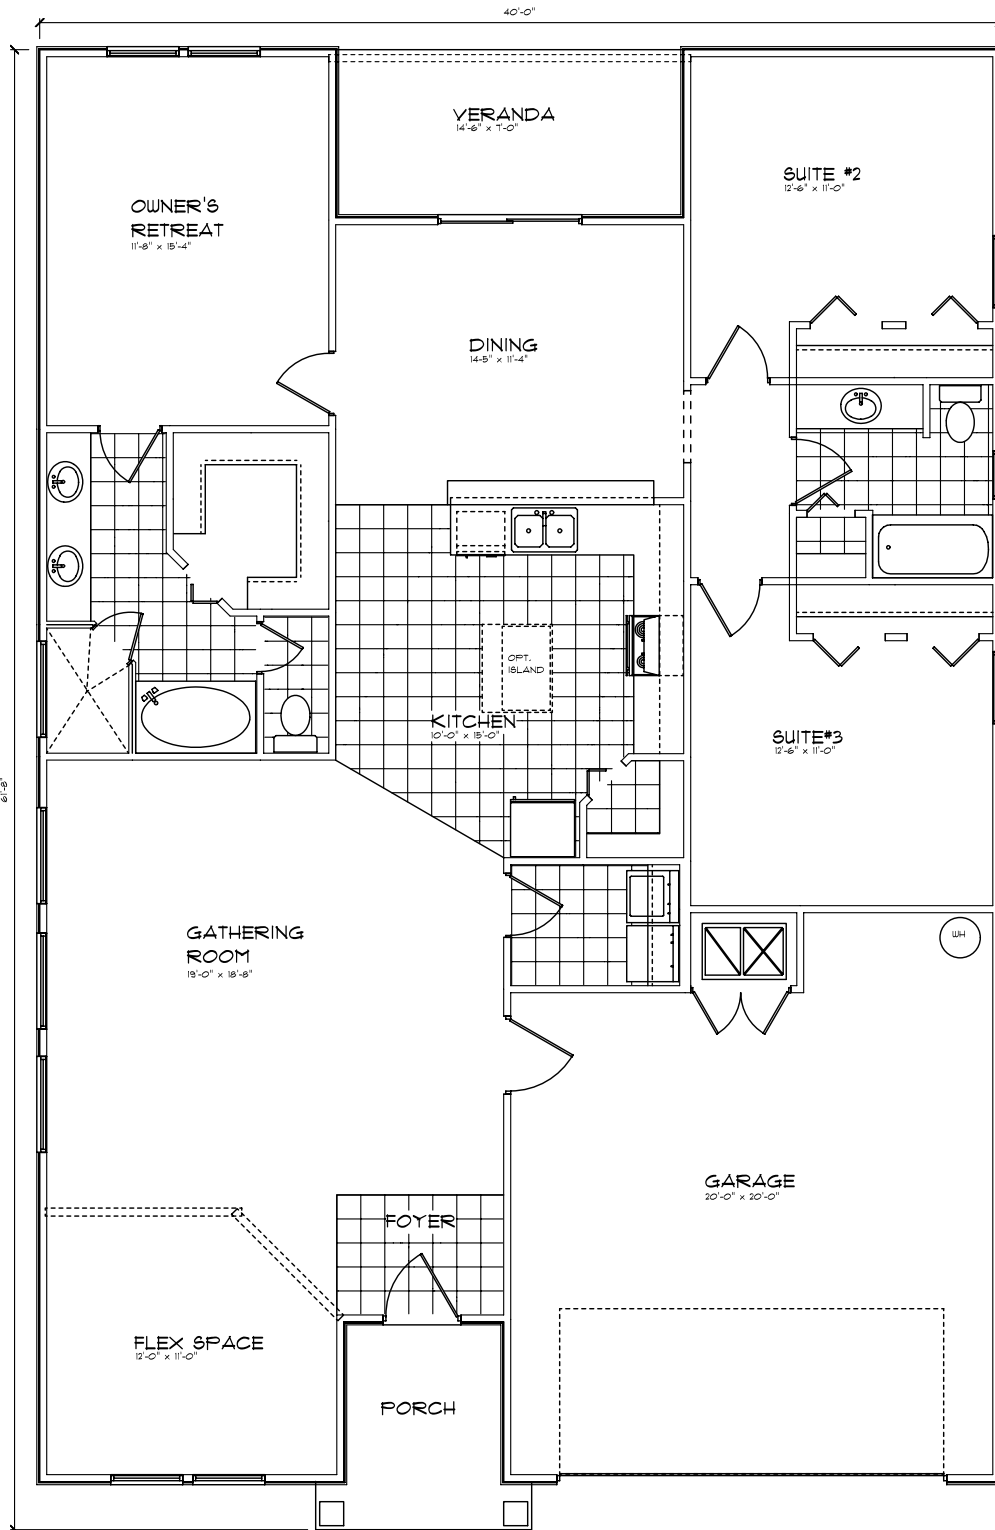 40'-0"
VERANDA
14'-6" x 7'-0"
SUITE #2
12'-6" x 11'-0"
OWNER'S
RETREAT
11'-8" x 15'-4"
DINING
14-5" x 11'-4"
OPT.
ISLAND
KITCHEN
10'-0" x 15'-0"
SUITE#3
12'-6" x 11'-0"
61'-8"
GATHERING
ROOM
19'-0" x 18'-8"
WH
GARAGE
20'-0" x 20'-0"
FOYER
FLEX SPACE
12'-0" x 11'-0"
PORCH